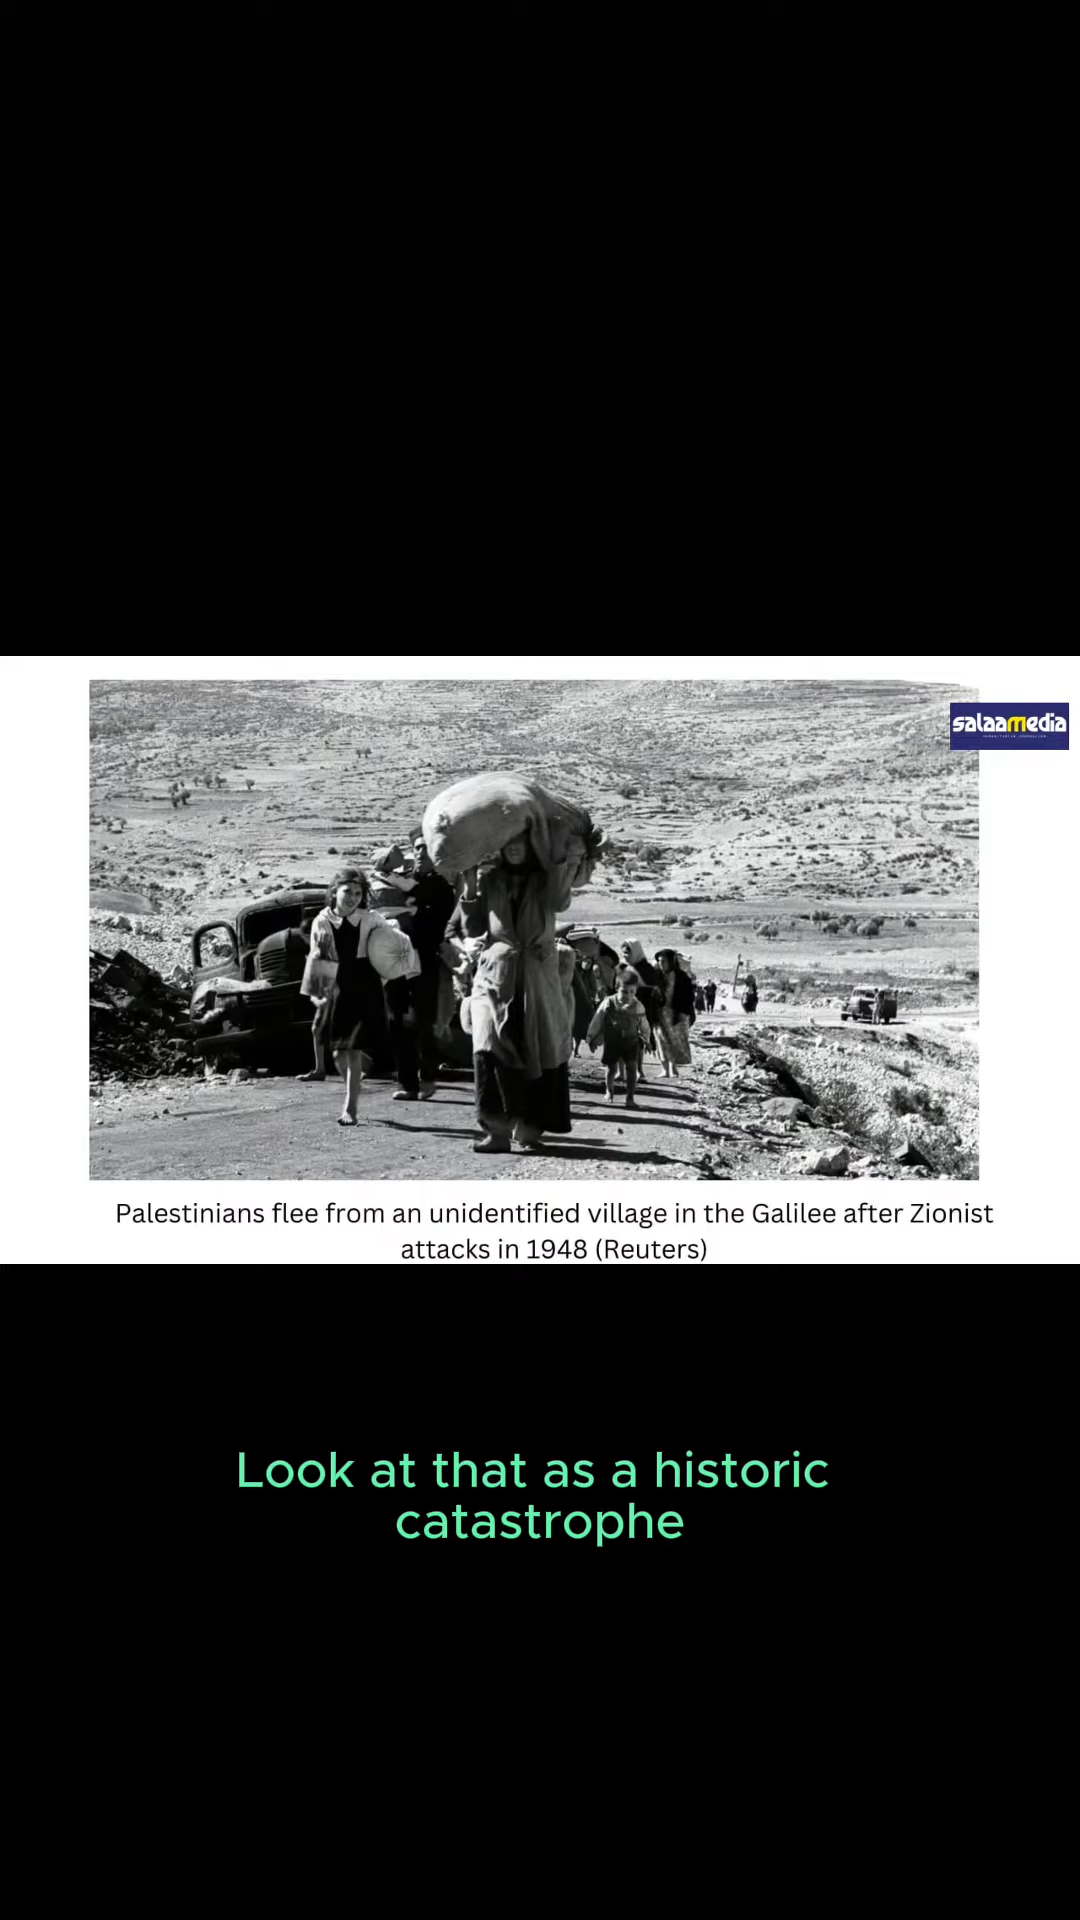 salaamedia
Palestinians flee from an unidentified village in the Galilee after Zionist
attacks in 1948 (Reuters)
Look at that as a historic
catastrophe